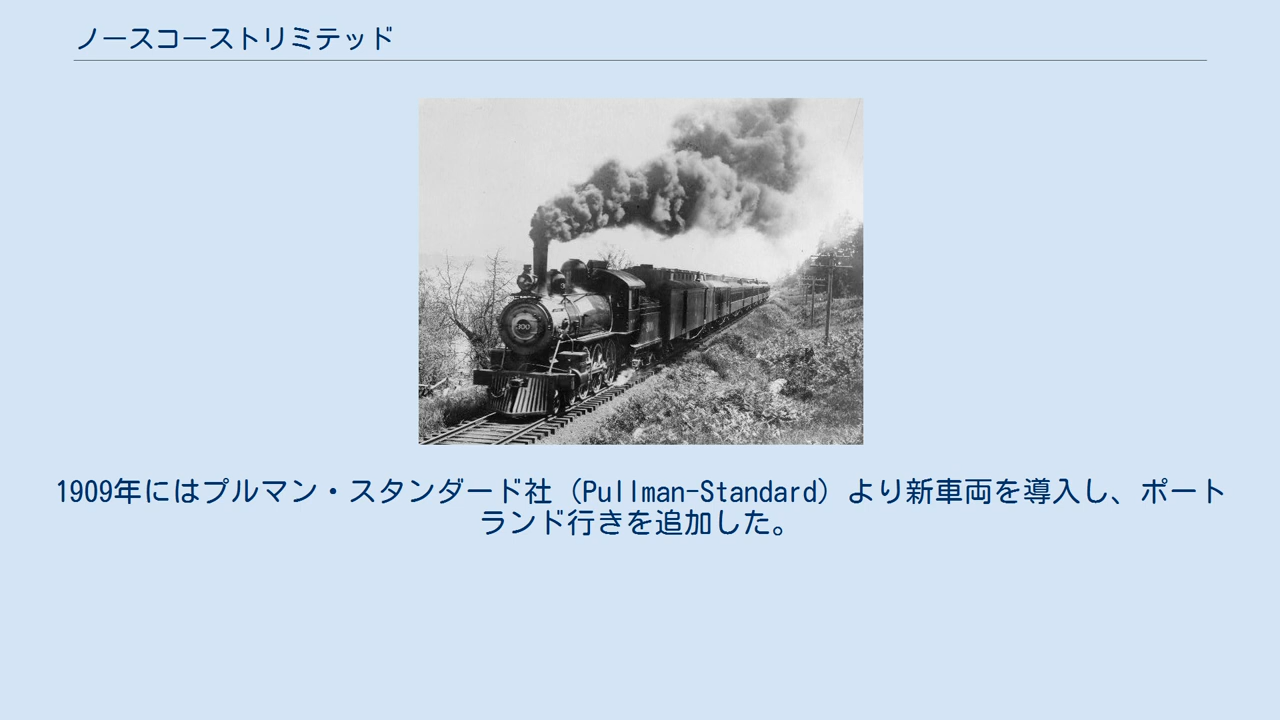 ノースコーストリミテッド
300
1909年にはプルマン・スタンダード社（Pullman-Standard）より新車両を導入し、ポート
ランド行きを追加した。